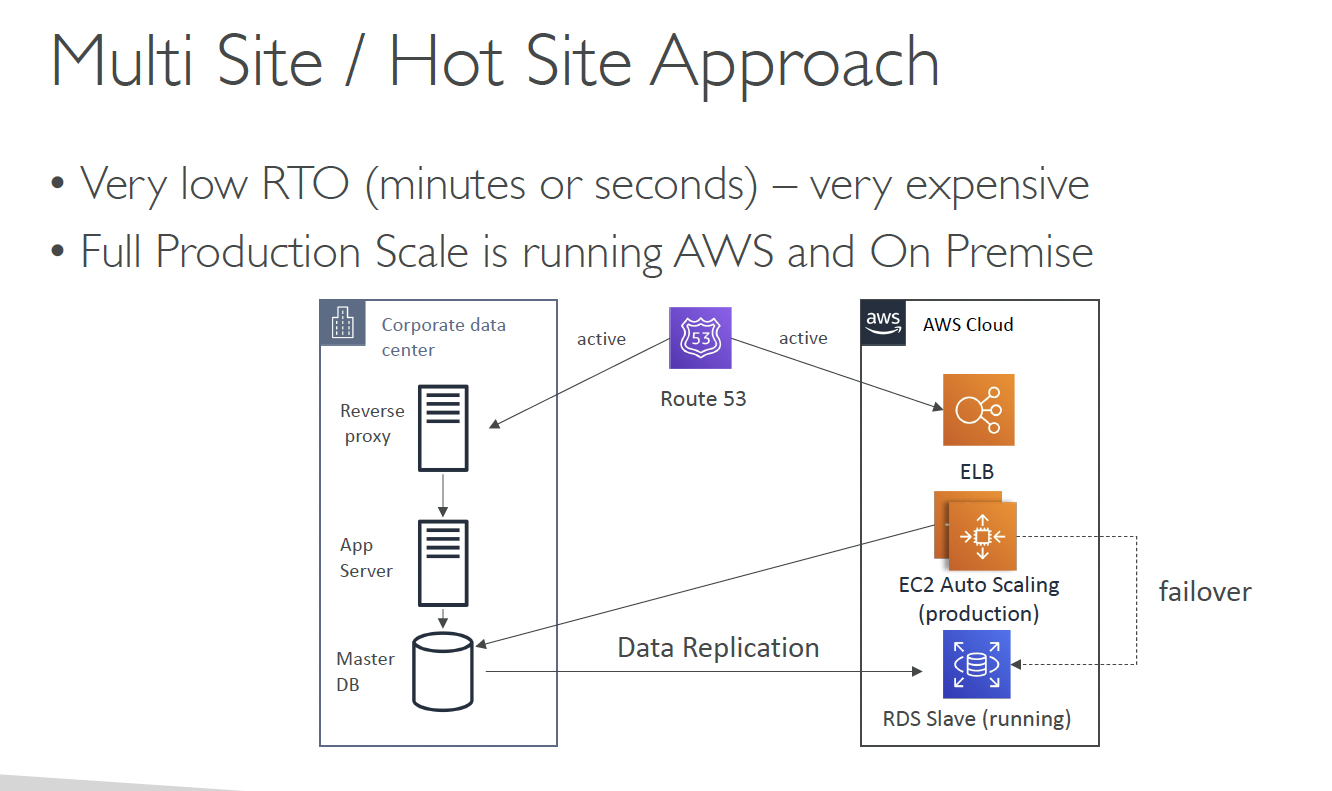 Multi Site / Hot Site Approach
• Very low RTO (minutes or seconds) – very expensive
• Full Production Scale is running AWS and On Premise
Corporate data
center
active
53
active
aws
AWS Cloud
Route 53
Reverse
proxy
ELB
App
Server
EC2 Auto Scaling
(production)
failover
Master
DB
Data Replication
RDS Slave (running)